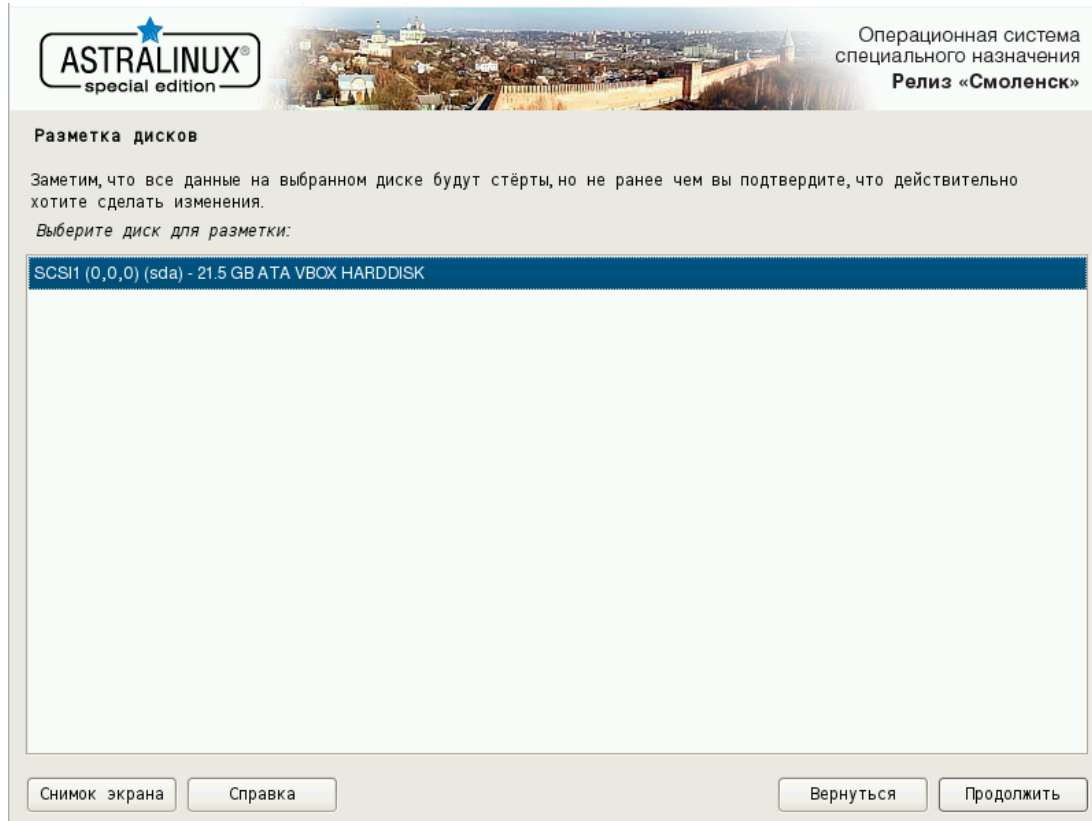 ASTRALINUX®
special edition
Операционная система
специального назначения
Релиз «Смоленск»
Разметка дисков
Заметим, что все данные на выбранном диске будут стёрты, но не ранее чем вы подтвердите, что действительно
хотите сделать изменения.
Выберите диск для разметки:
SCSI1 (0,0,0) (sda) - 21.5 GB ATA VBOX HARDDISK
Снимок экрана
Справка
Вернуться
Продолжить